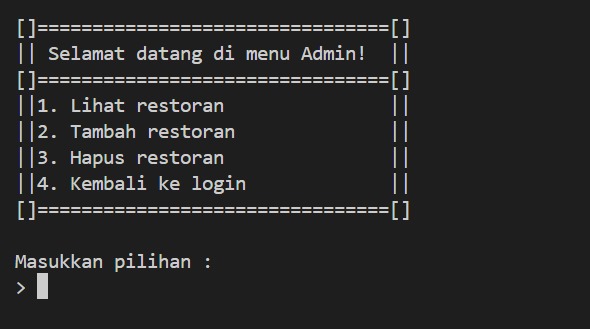 []================================[]
|| Selamat datang di menu Admin!  ||
[]================================[]
||1. Lihat restoran               ||
||2. Tambah restoran              ||
||3. Hapus restoran               ||
||4. Kembali ke login             ||
[]================================[]
Masukkan pilihan :
>